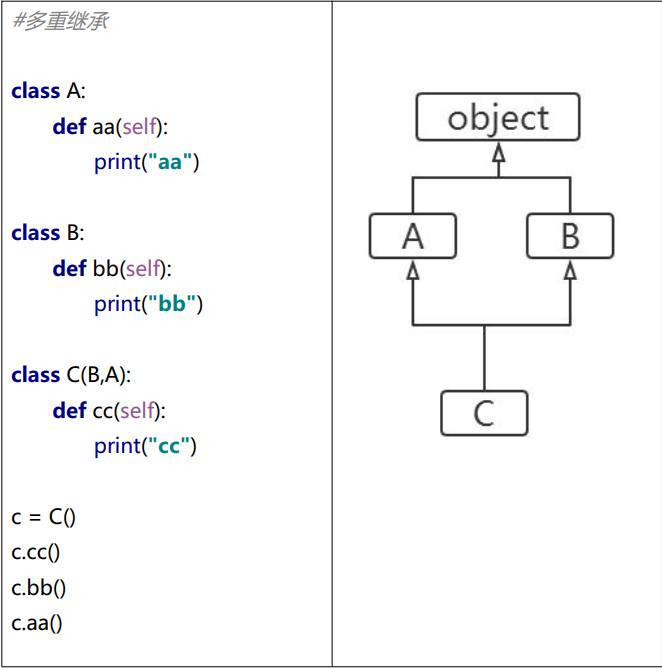 #多重继承
class A:
    def aa(self):
        print("aa")
class B:
    def bb(self):
        print("bb")
class C(B,A):
    def cc(self):
        print("cc")
c = C()
c.cc()
c.bb()
c.aa()
object
A
B
C